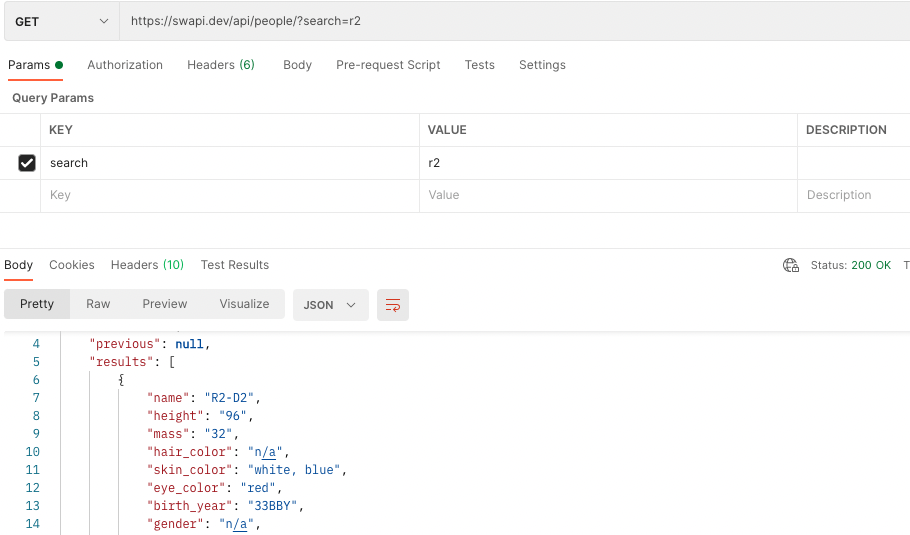 GET https://swapi.dev/api/people/?search=r2
Params Authorization Headers (6) Body Pre-request Script Tests Settings
Query Params
KEY VALUE DESCRIPTION
search r2
Key Value Description
Body Cookies Headers (10) Test Results Status: 200 OK T
Pretty Raw Preview Visualize JSON
4 "previous": null,
5 "results": [
6 {
7 "name": "R2-D2",
8 "height": "96",
9 "mass": "32",
10 "hair_color": "n/a",
11 "skin_color": "white, blue",
12 "eye_color": "red",
13 "birth_year": "33BBY",
14 "gender": "n/a",